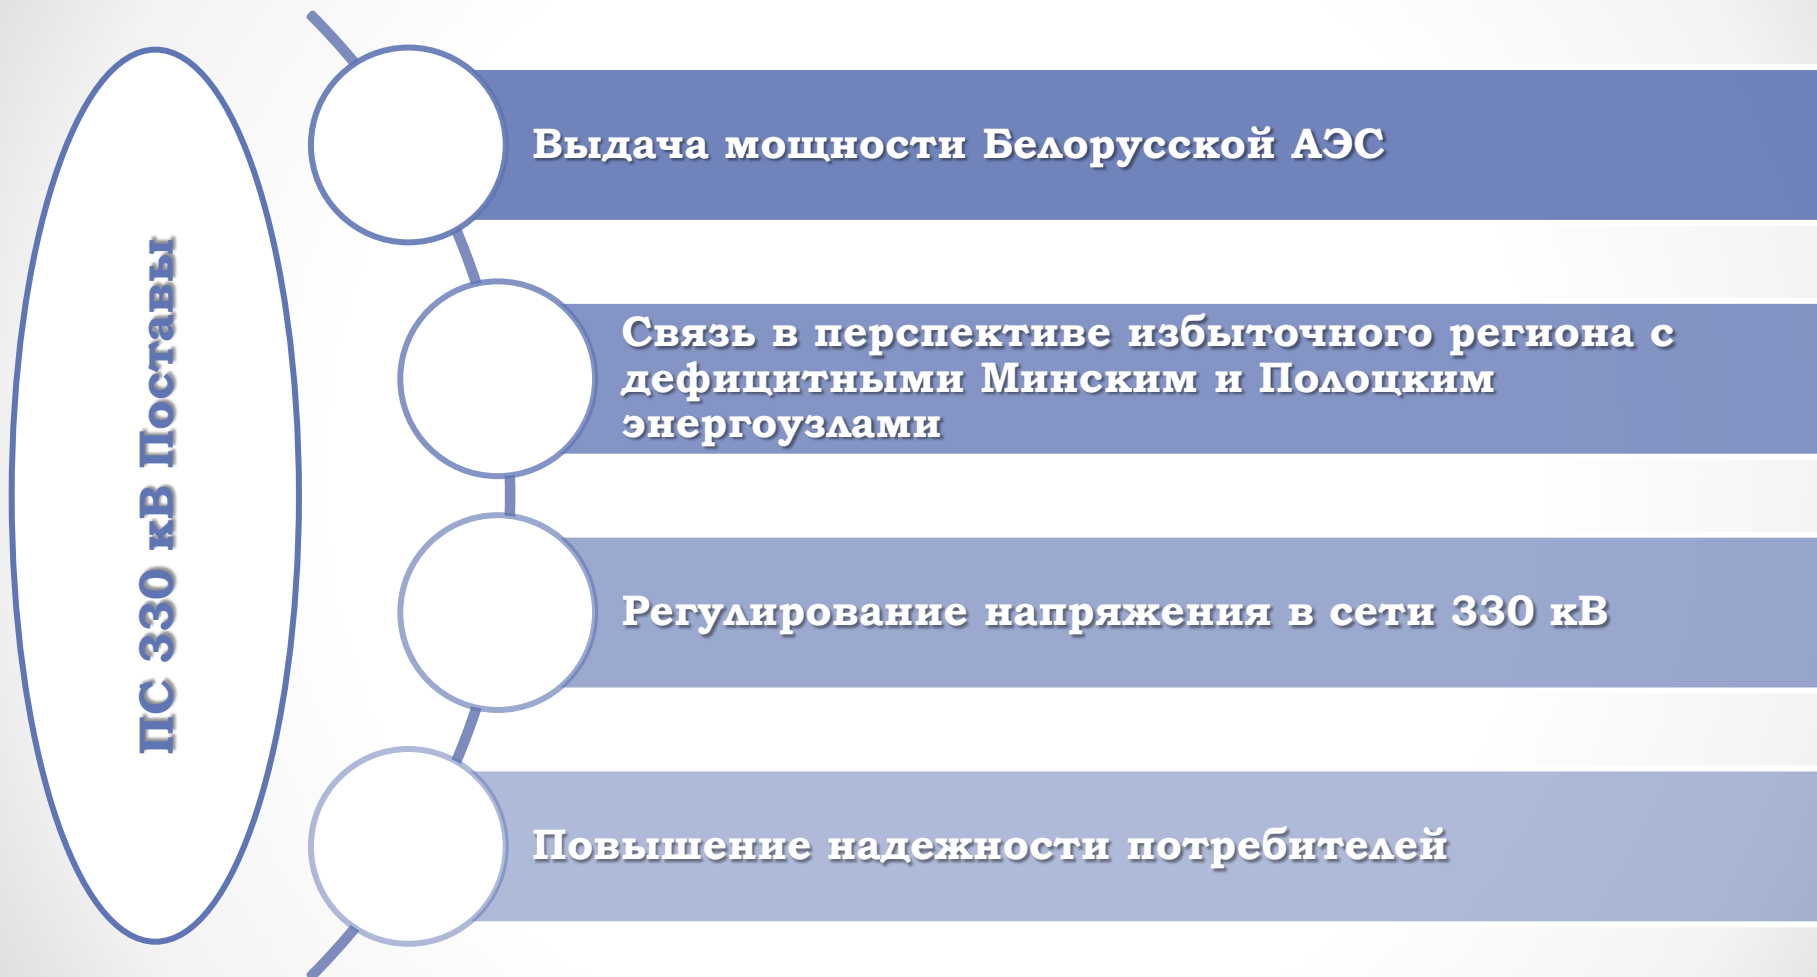 ПС 330 кВ Поставы
Выдача мощности Белорусской АЭС
Связь в перспективе избыточного региона с
дефицитными Минским и Полоцким
энергоузлами
Регулирование напряжения в сети 330 кВ
Повышение надежности потребителей